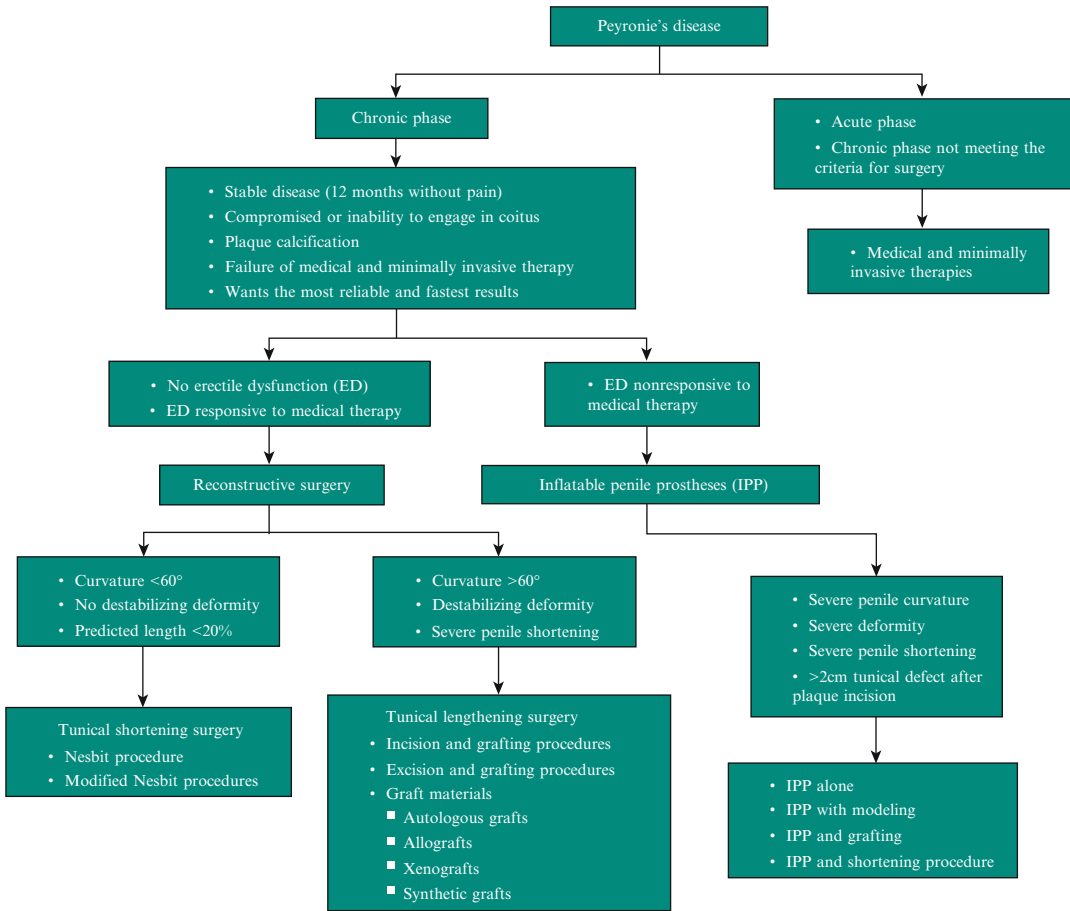 Peyronie's disease
Chronic phase
• Acute phase
• Chronic phase not meeting the
criteria for surgery
• Stable disease (12 months without pain)
• Compromised or inability to engage in coitus
• Plaque calcification
• Failure of medical and minimally invasive therapy
• Wants the most reliable and fastest results
• Medical and minimally
invasive therapies
• No erectile dysfunction (ED)
• ED responsive to medical therapy
• ED nonresponsive to
medical therapy
Reconstructive surgery
Inflatable penile prostheses (IPP)
• Curvature <60°
• No destabilizing deformity
• Predicted length <20%
• Curvature >60°
• Destabilizing deformity
• Severe penile shortening
• Severe penile curvature
• Severe deformity
• Severe penile shortening
• >2cm tunical defect after
plaque incision
Tunical shortening surgery
• Nesbit procedure
• Modified Nesbit procedures
Tunical lengthening surgery
• Incision and grafting procedures
• Excision and grafting procedures
• Graft materials
■ Autologous grafts
■ Allografts
■ Xenografts
■ Synthetic grafts
• IPP alone
• IPP with modeling
• IPP and grafting
• IPP and shortening procedure